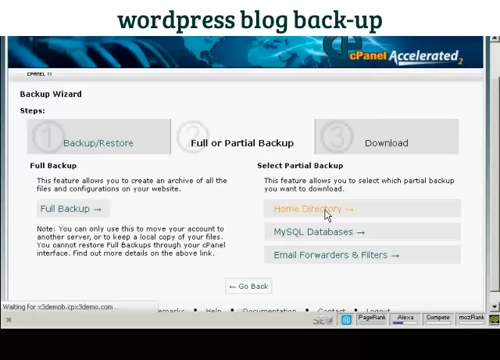 wordpress blog back-up
cPanel Accelerated2
CPANEL 11
Backup Wizard
Steps:
1 Backup/Restore
2 Full or Partial Backup
3 Download
Full Backup
This feature allows you to create an archive of all the
files and configurations on your website.
Full Backup →
Note: You can only use this to move your account to
another server, or to keep a local copy of your files.
You cannot restore Full Backups through your cPanel
interface. Find out more details on the above link.
Select Partial Backup
This feature allows you to select which partial backup
you want to download.
Home Directory →
MySQL Databases →
Email Forwarders & Filters →
← Go Back
Waiting for x3demob.cpx3demo.com...
Help
Documentation
Contact
Logout
PageRank
Alexa
Compete
mozRank